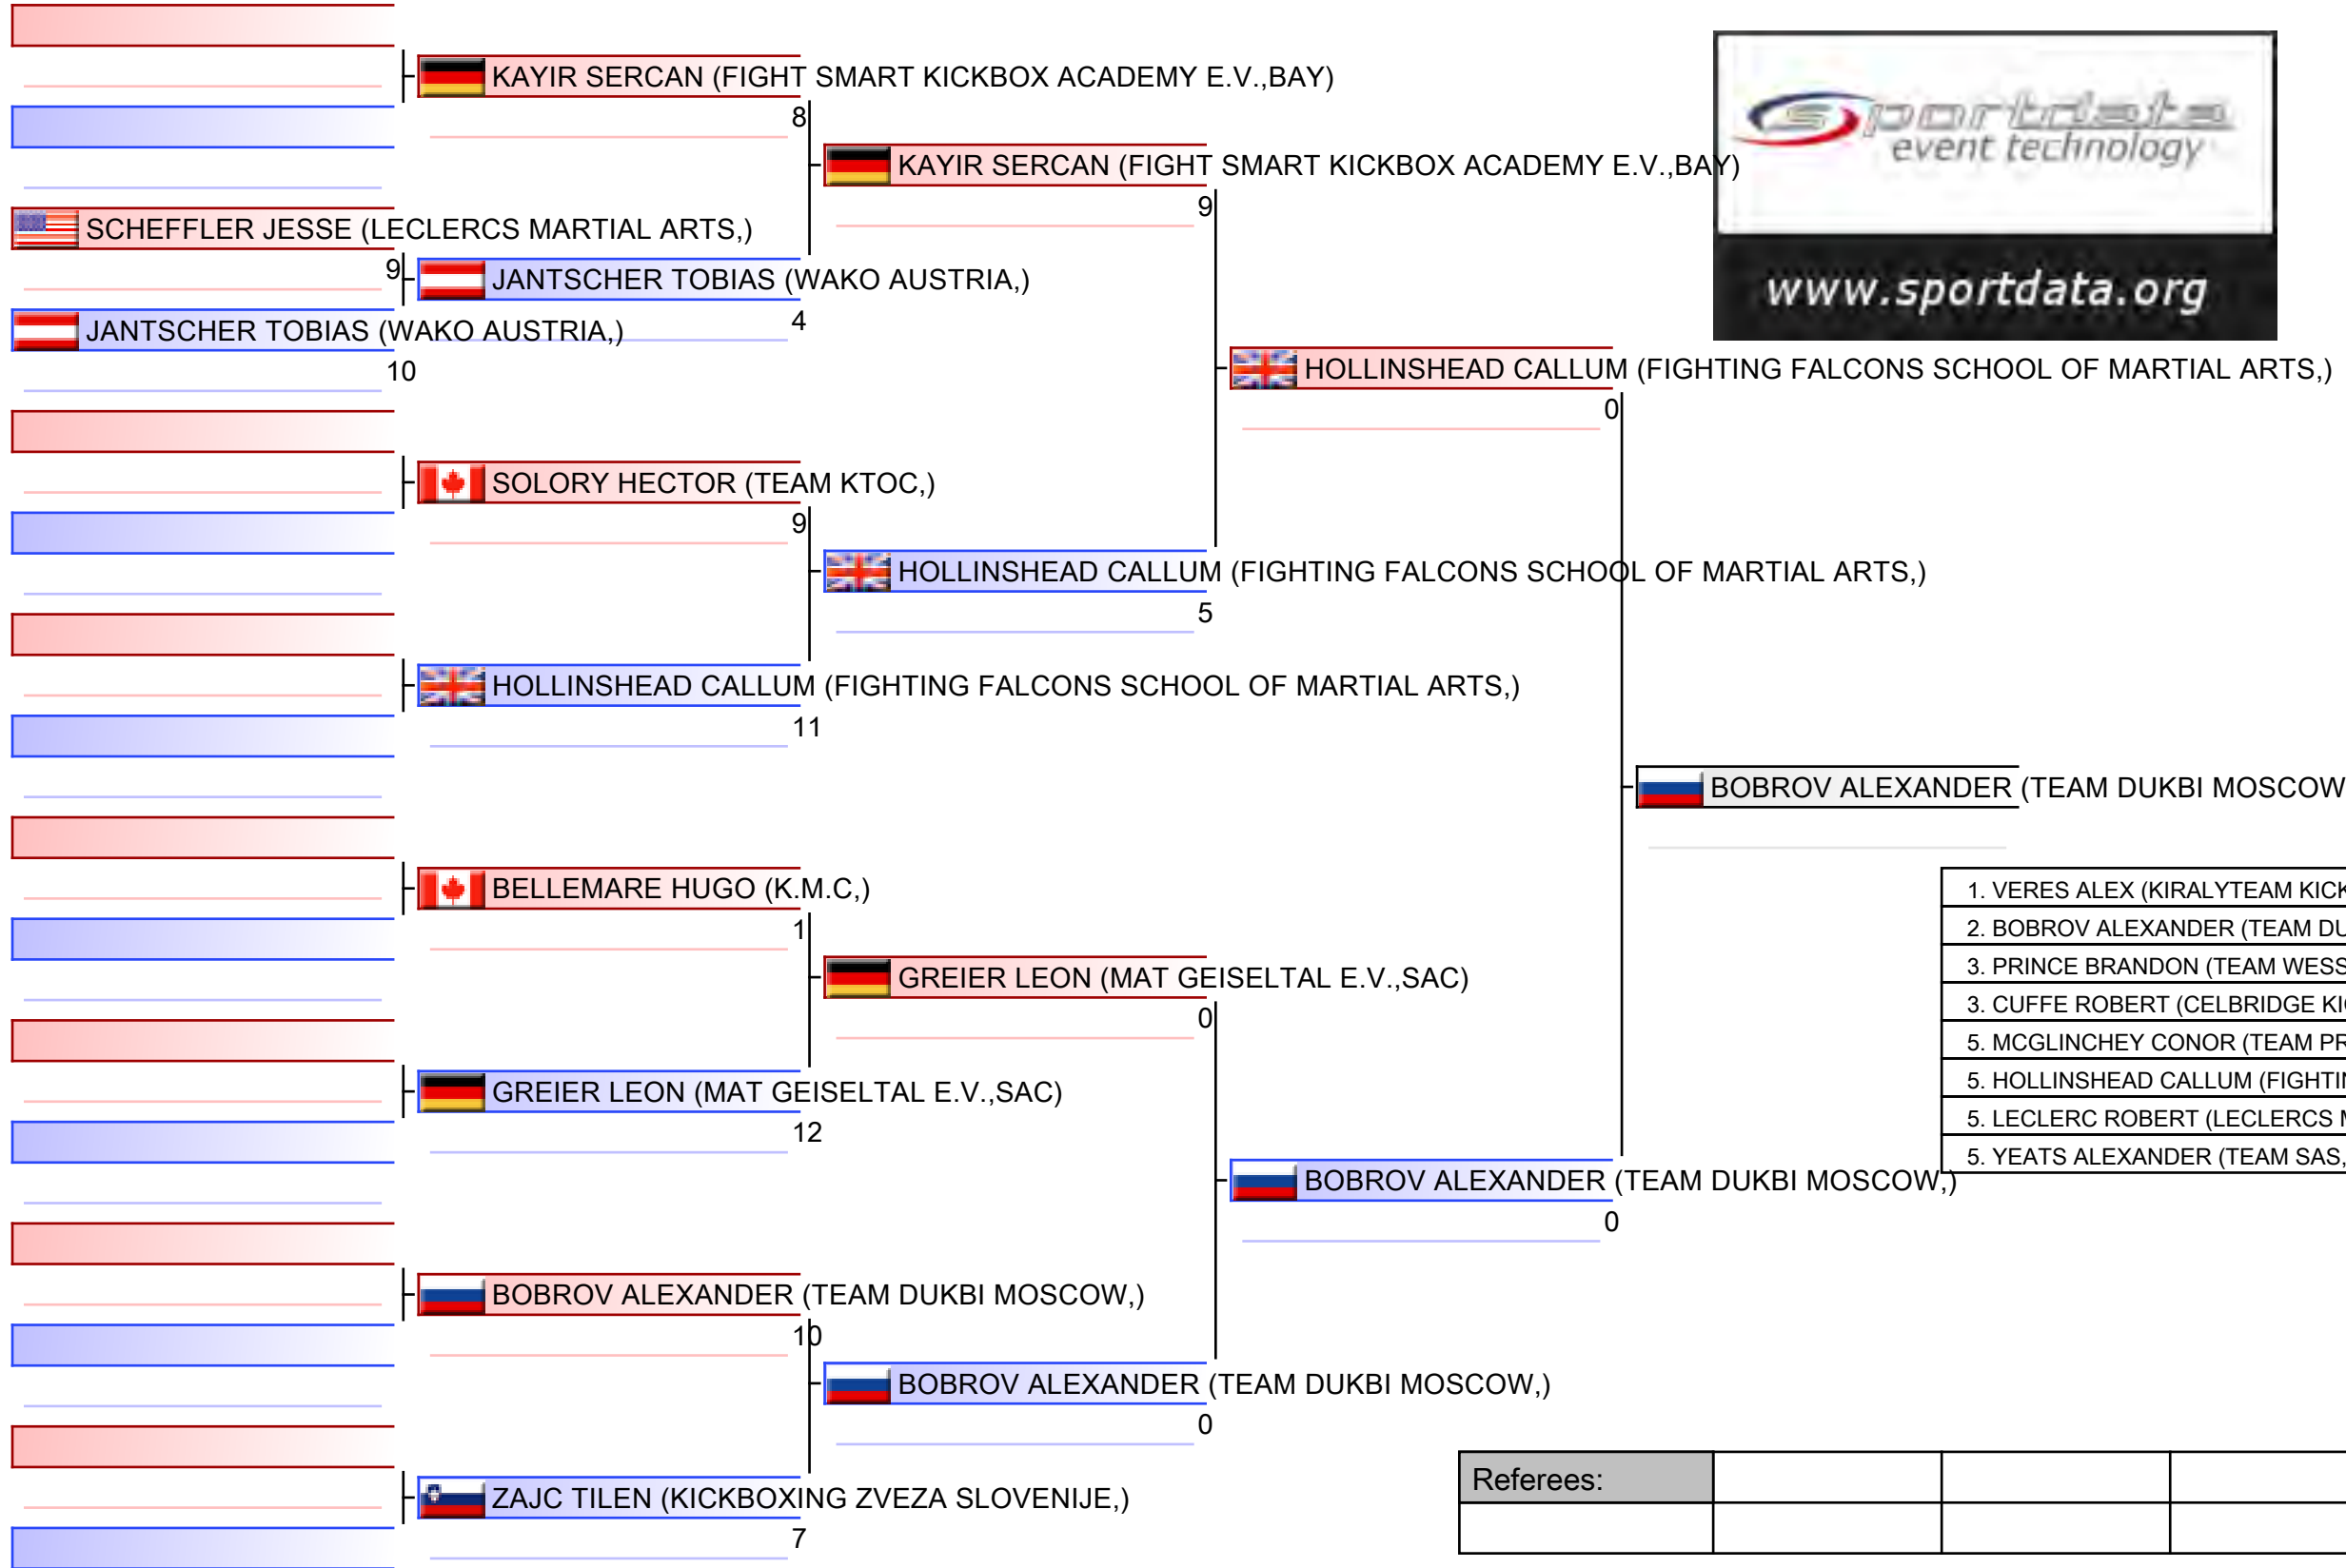 KAYIR SERCAN (FIGHT SMART KICKBOX ACADEMY E.V.,BAY)
8
sportdata
event technology
KAYIR SERCAN (FIGHT SMART KICKBOX ACADEMY E.V.,BAY)
9
SCHEFFLER JESSE (LECLERCS MARTIAL ARTS,)
9
JANTSCHER TOBIAS (WAKO AUSTRIA,)
4
www.sportdata.org
JANTSCHER TOBIAS (WAKO AUSTRIA,)
10
HOLLINSHEAD CALLUM (FIGHTING FALCONS SCHOOL OF MARTIAL ARTS,)
0
SOLORY HECTOR (TEAM KTOC,)
9
HOLLINSHEAD CALLUM (FIGHTING FALCONS SCHOOL OF MARTIAL ARTS,)
5
HOLLINSHEAD CALLUM (FIGHTING FALCONS SCHOOL OF MARTIAL ARTS,)
11
BOBROV ALEXANDER (TEAM DUKBI MOSCOW
BELLEMARE HUGO (K.M.C,)
1
GREIER LEON (MAT GEISELTAL E.V.,SAC)
0
GREIER LEON (MAT GEISELTAL E.V.,SAC)
12
1. VERES ALEX (KIRALYTEAM KICK
2. BOBROV ALEXANDER (TEAM DU
3. PRINCE BRANDON (TEAM WESS
3. CUFFE ROBERT (CELBRIDGE KI
5. MCGLINCHEY CONOR (TEAM PR
5. HOLLINSHEAD CALLUM (FIGHTIN
5. LECLERC ROBERT (LECLERCS M
5. YEATS ALEXANDER (TEAM SAS,
BOBROV ALEXANDER (TEAM DUKBI MOSCOW,)
0
BOBROV ALEXANDER (TEAM DUKBI MOSCOW,)
10
BOBROV ALEXANDER (TEAM DUKBI MOSCOW,)
0
ZAJC TILEN (KICKBOXING ZVEZA SLOVENIJE,)
7
Referees: